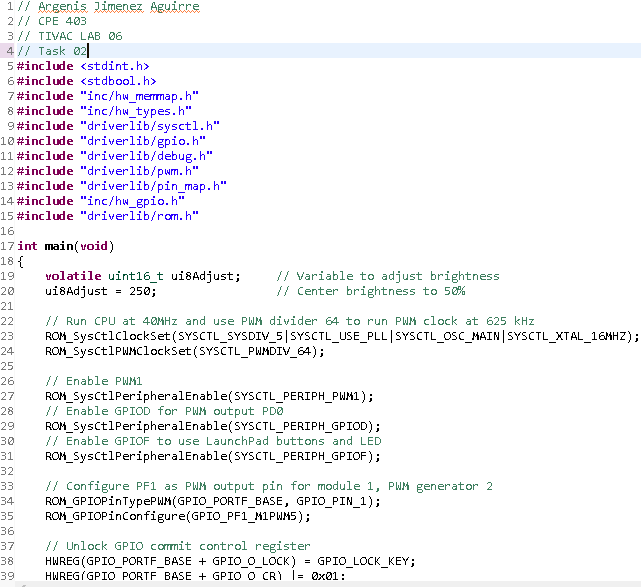 1 // Argenis Jimenez Aguirre
2 // CPE 403
3 // TIVAC LAB 06
4 // Task 02
5 #include <stdint.h>
6 #include <stdbool.h>
7 #include "inc/hw_memmap.h"
8 #include "inc/hw_types.h"
9 #include "driverlib/sysctl.h"
10 #include "driverlib/gpio.h"
11 #include "driverlib/debug.h"
12 #include "driverlib/pwm.h"
13 #include "driverlib/pin_map.h"
14 #include "inc/hw_gpio.h"
15 #include "driverlib/rom.h"
16
17 int main(void)
18 {
19     volatile uint16_t ui8Adjust;     // Variable to adjust brightness
20     ui8Adjust = 250;                 // Center brightness to 50%
21
22     // Run CPU at 40MHz and use PWM divider 64 to run PWM clock at 625 kHz
23     ROM_SysCtlClockSet(SYSCTL_SYSDIV_5|SYSCTL_USE_PLL|SYSCTL_OSC_MAIN|SYSCTL_XTAL_16MHZ);
24     ROM_SysCtlPWMClockSet(SYSCTL_PWMDIV_64);
25
26     // Enable PWM1
27     ROM_SysCtlPeripheralEnable(SYSCTL_PERIPH_PWM1);
28     // Enable GPIOD for PWM output PD0
29     ROM_SysCtlPeripheralEnable(SYSCTL_PERIPH_GPIOD);
30     // Enable GPIOF to use LaunchPad buttons and LED
31     ROM_SysCtlPeripheralEnable(SYSCTL_PERIPH_GPIOF);
32
33     // Configure PF1 as PWM output pin for module 1, PWM generator 2
34     ROM_GPIOPinTypePWM(GPIO_PORTF_BASE, GPIO_PIN_1);
35     ROM_GPIOPinConfigure(GPIO_PF1_M1PWM5);
36
37     // Unlock GPIO commit control register
38     HWREG(GPIO_PORTF_BASE + GPIO_O_LOCK) = GPIO_LOCK_KEY;
39     HWREG(GPIO_PORTF_BASE + GPIO_O_CR) |= 0x01;